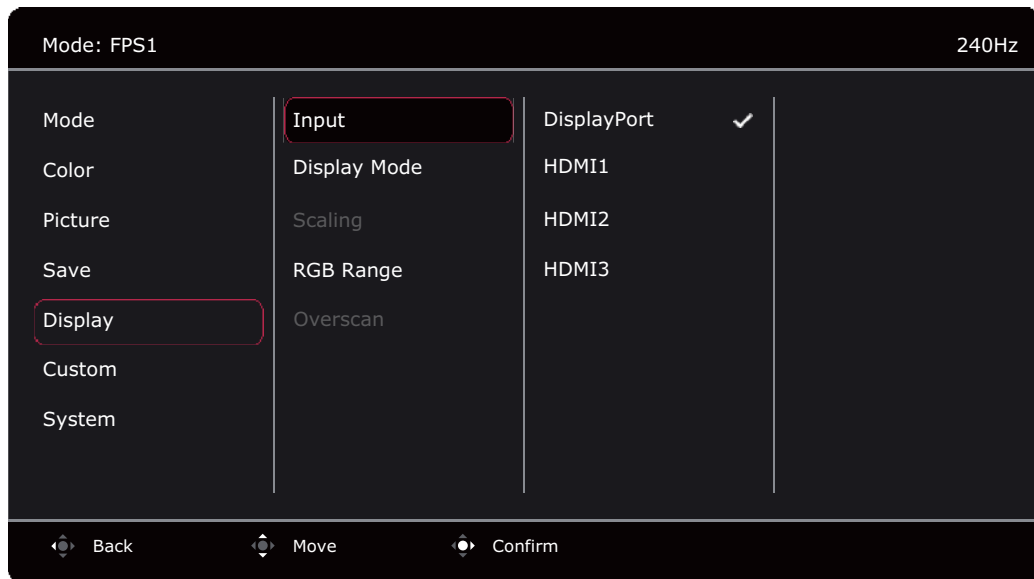 Mode: FPS1 240Hz
Mode
Color
Picture
Save
Display
Custom
System
Input
Display Mode
Scaling
RGB Range
Overscan
DisplayPort
HDMI1
HDMI2
HDMI3
Back Move Confirm